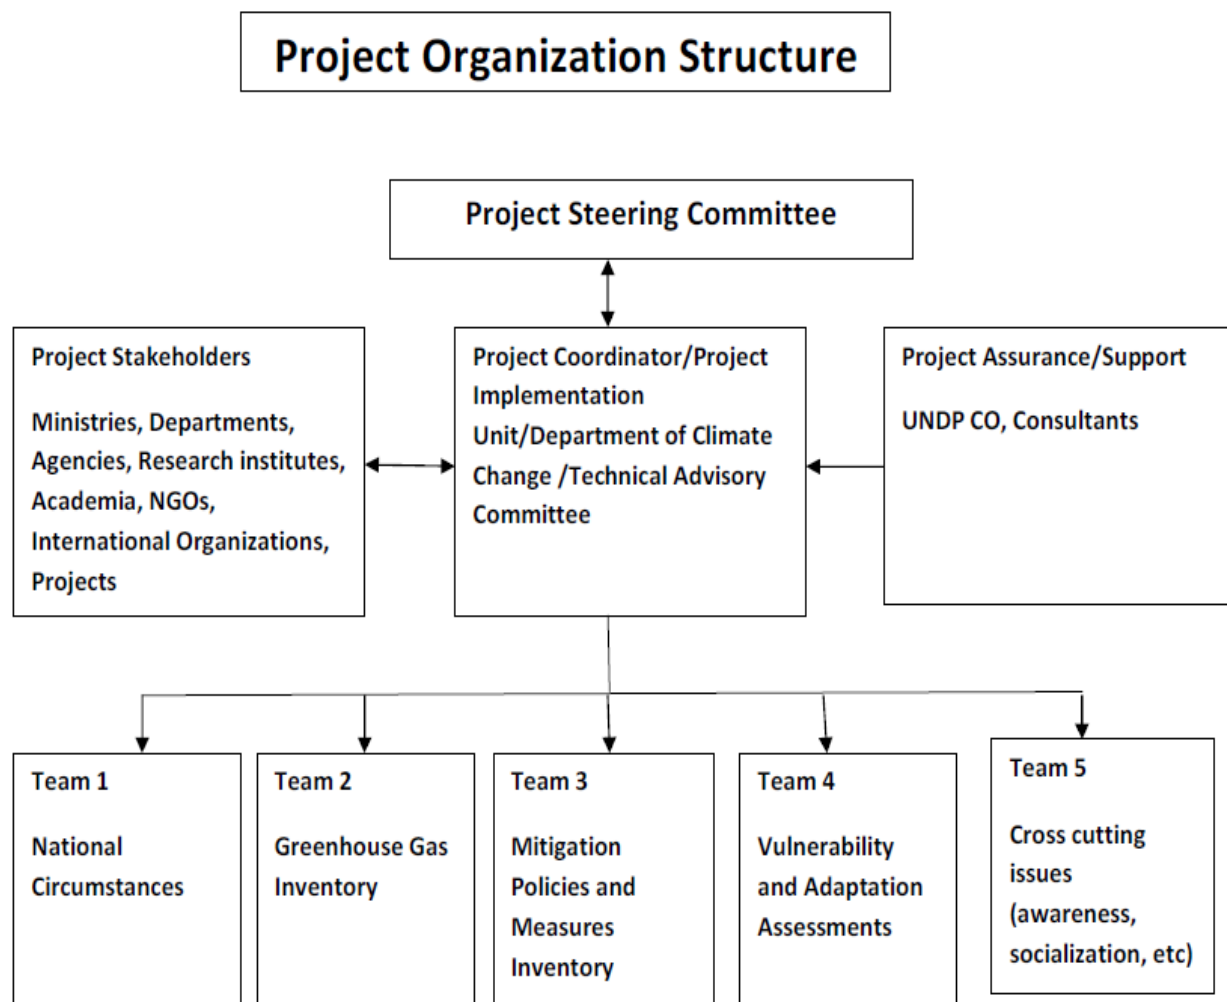 Project Organization Structure
Project Steering Committee
Project Stakeholders
Ministries, Departments,
Agencies, Research institutes,
Academia, NGOs,
International Organizations,
Projects
Project Coordinator/Project
Implementation
Unit/Department of Climate
Change /Technical Advisory
Committee
Project Assurance/Support
UNDP CO, Consultants
Team 1
National
Circumstances
Team 2
Greenhouse Gas
Inventory
Team 3
Mitigation
Policies and
Measures
Inventory
Team 4
Vulnerability
and Adaptation
Assessments
Team 5
Cross cutting
issues
(awareness,
socialization, etc)